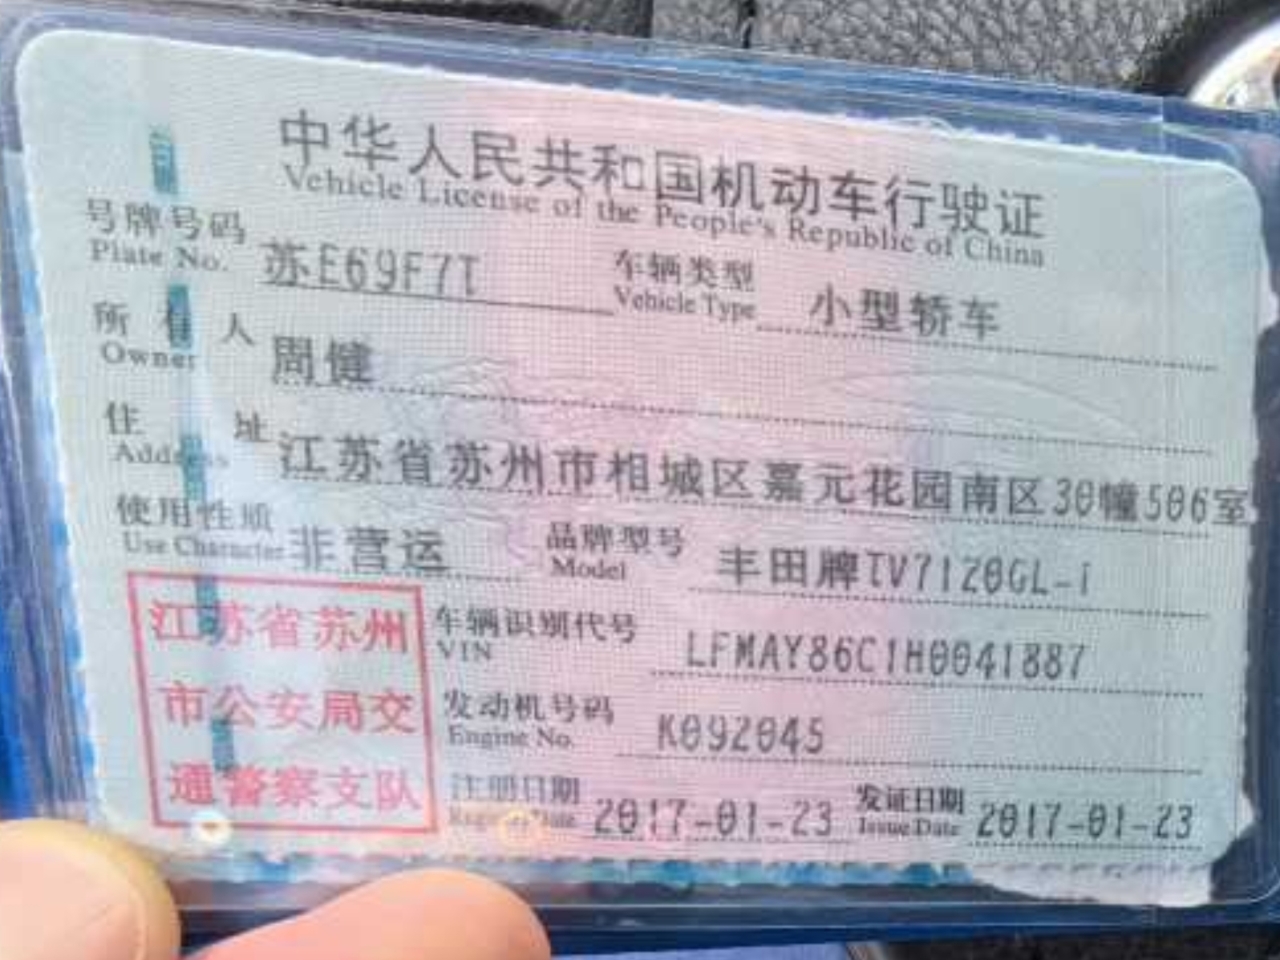 中华人民共和国机动车行驶证
Vehicle License of the People's Republic of China
号牌号码 苏E69F7T 车辆类型 小型轿车
Plate No. Vehicle Type
所有人 周健
Owner
住址 江苏省苏州市相城区嘉元花园南区30幢506室
Address
使用性质 非营运 品牌型号 丰田牌TV7120GL-i
Use Character Model
江苏省苏州
市公安局交
通警察支队
车辆识别代号 LFMAY86C1H0041887
VIN
发动机号码 K092045
Engine No.
注册日期 2017-01-23 发证日期 2017-01-23
Register Date Issue Date